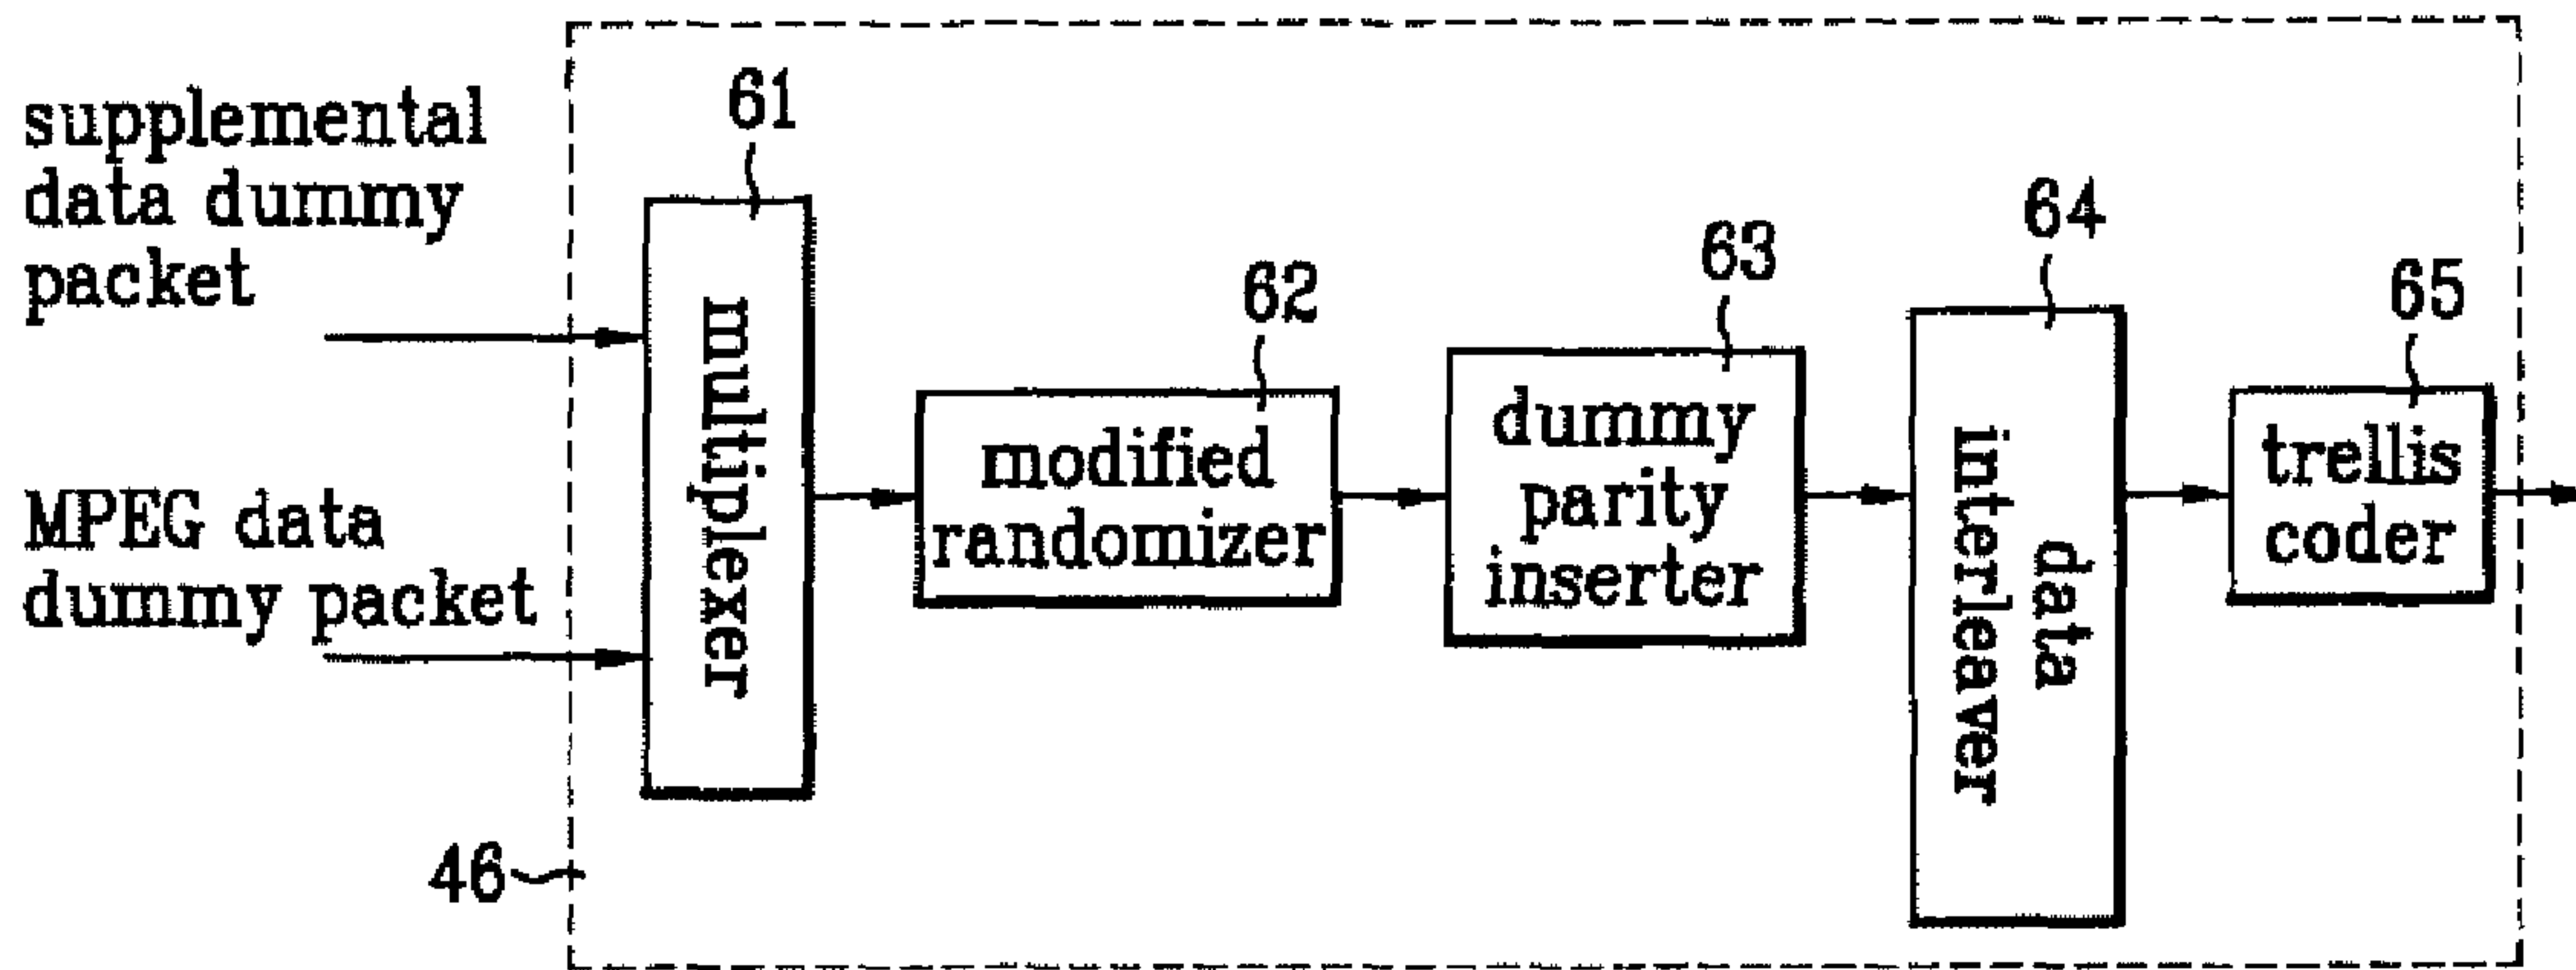 supplemental
data dummy
packet
MPEG data
dummy packet
46
61
multiplexer
62
modified
randomizer
63
dummy
parity
inserter
64
data
interleaver
65
trellis
coder